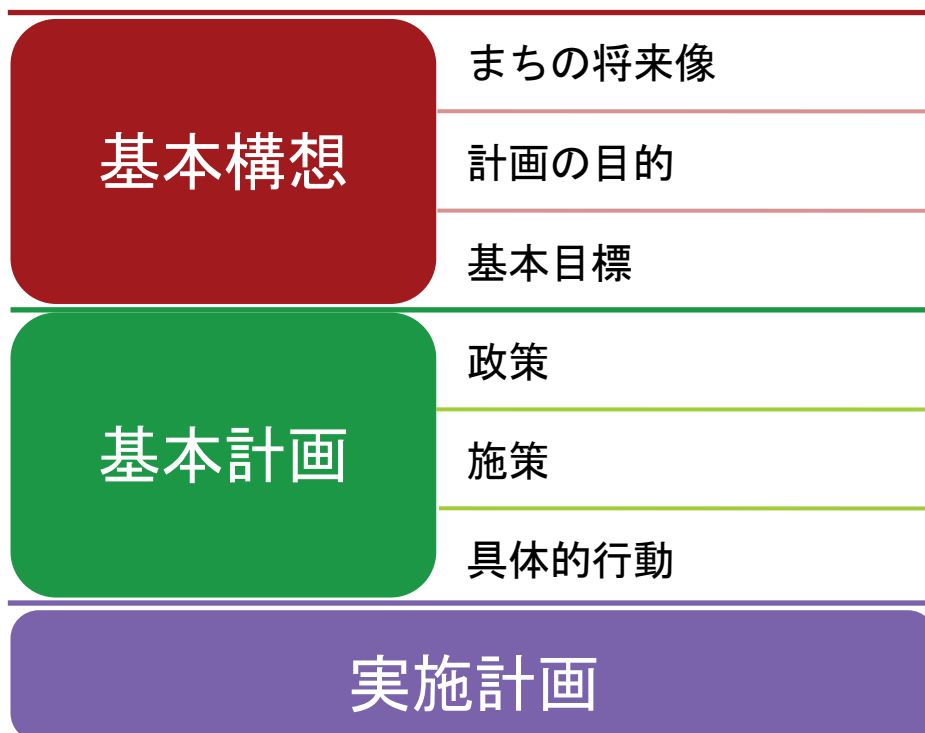 基本構想
まちの将来像
計画の目的
基本目標
基本計画
政策
施策
具体的行動
実施計画